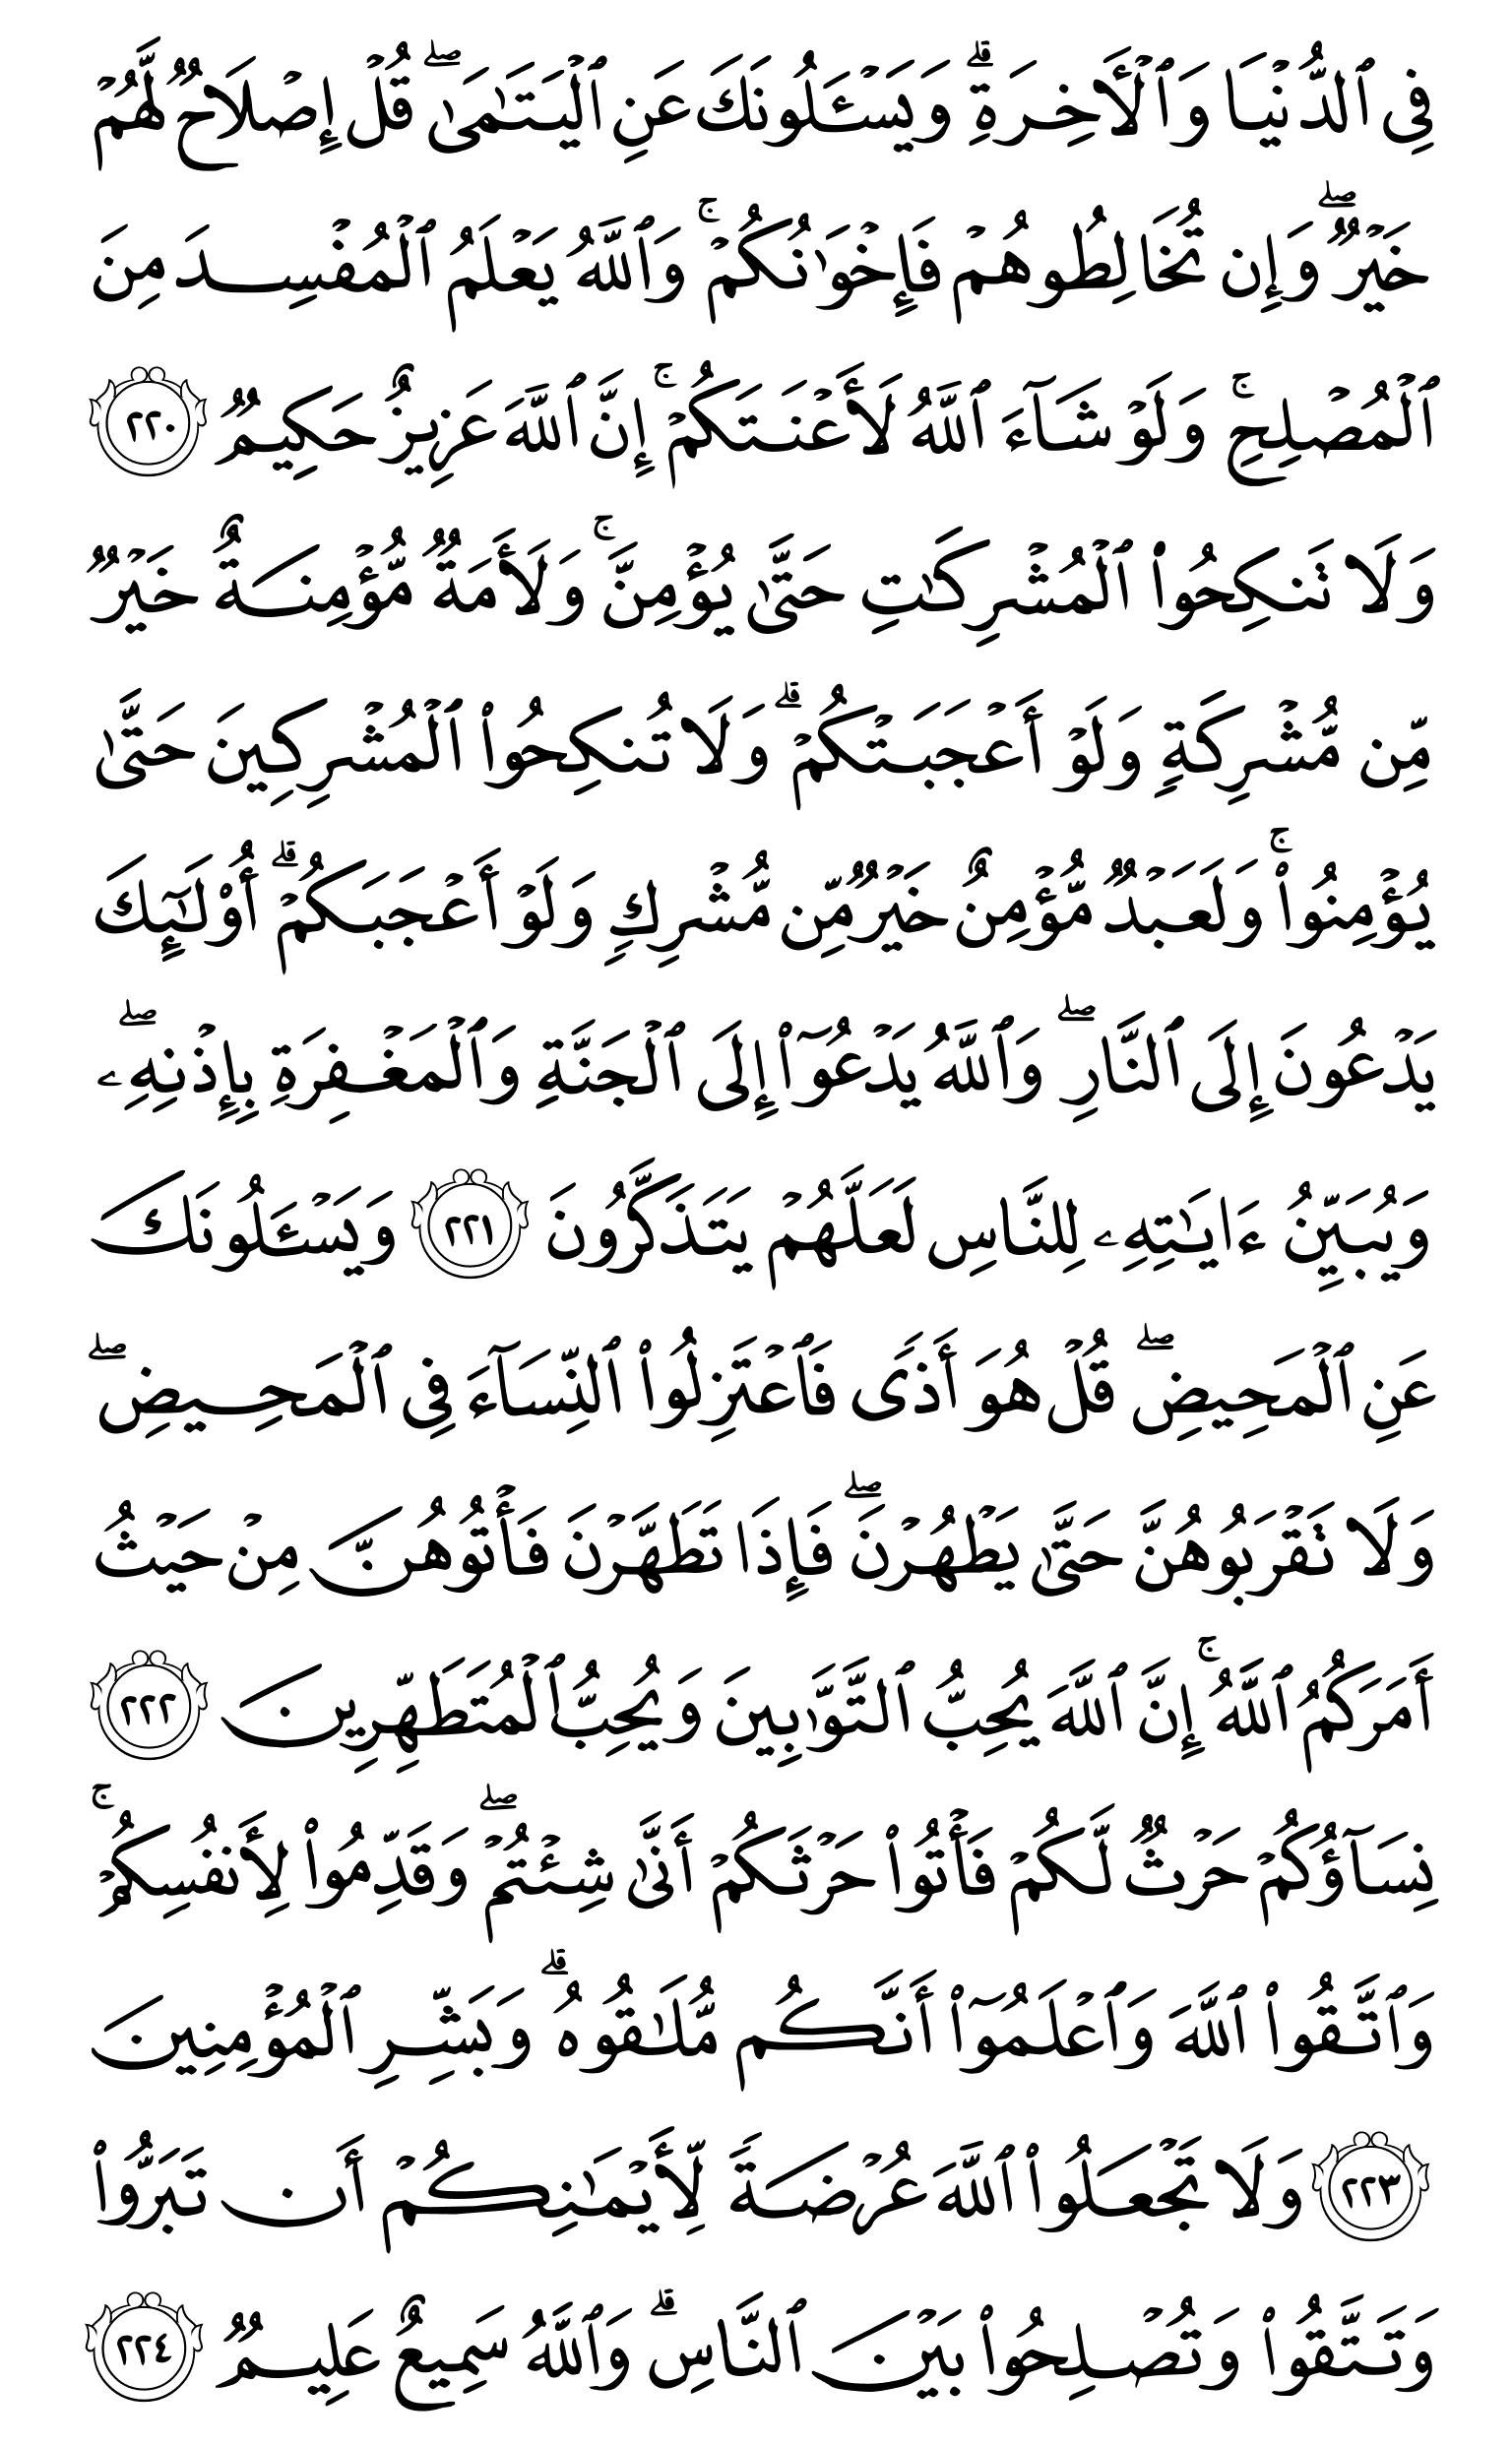 فِى ٱلدُّنْيَا وَٱلْأَخِرَةِ ۗ وَيَسْـَٔلُونَكَ عَنِ ٱلْيَتَـٰمَىٰ ۖ قُلْ إِصْلَاحٌ لَّهُمْ
خَيْرٌ ۖ وَإِن تُخَالِطُوهُمْ فَإِخْوَٰنُكُمْ ۚ وَٱللَّهُ يَعْلَمُ ٱلْمُفْسِدَ مِنَ
ٱلْمُصْلِحِ ۚ وَلَوْ شَآءَ ٱللَّهُ لَأَعْنَتَكُمْ ۚ إِنَّ ٱللَّهَ عَزِيزٌ حَكِيمٌ ٢٢٠
وَلَا تَنكِحُوا۟ ٱلْمُشْرِكَـٰتِ حَتَّىٰ يُؤْمِنَّ ۚ وَلَأَمَةٌ مُّؤْمِنَةٌ خَيْرٌ
مِّن مُّشْرِكَةٍ وَلَوْ أَعْجَبَتْكُمْ ۗ وَلَا تُنكِحُوا۟ ٱلْمُشْرِكِينَ حَتَّىٰ
يُؤْمِنُوا۟ ۚ وَلَعَبْدٌ مُّؤْمِنٌ خَيْرٌ مِّن مُّشْرِكٍ وَلَوْ أَعْجَبَكُمْ ۗ أُو۟لَـٰٓئِكَ
يَدْعُونَ إِلَى ٱلنَّارِ ۖ وَٱللَّهُ يَدْعُوٓا۟ إِلَى ٱلْجَنَّةِ وَٱلْمَغْفِرَةِ بِإِذْنِهِۦ ۖ
وَيُبَيِّنُ ءَايَـٰتِهِۦ لِلنَّاسِ لَعَلَّهُمْ يَتَذَكَّرُونَ ٢٢١ وَيَسْـَٔلُونَكَ
عَنِ ٱلْمَحِيضِ ۖ قُلْ هُوَ أَذًى فَٱعْتَزِلُوا۟ ٱلنِّسَآءَ فِى ٱلْمَحِيضِ ۖ
وَلَا تَقْرَبُوهُنَّ حَتَّىٰ يَطْهُرْنَ ۖ فَإِذَا تَطَهَّرْنَ فَأْتُوهُنَّ مِنْ حَيْثُ
أَمَرَكُمُ ٱللَّهُ ۚ إِنَّ ٱللَّهَ يُحِبُّ ٱلتَّوَّٰبِينَ وَيُحِبُّ ٱلْمُتَطَهِّرِينَ ٢٢٢
نِسَآؤُكُمْ حَرْثٌ لَّكُمْ فَأْتُوا۟ حَرْثَكُمْ أَنَّىٰ شِئْتُمْ ۖ وَقَدِّمُوا۟ لِأَنفُسِكُمْ ۚ
وَٱتَّقُوا۟ ٱللَّهَ وَٱعْلَمُوٓا۟ أَنَّكُم مُّلَـٰقُوهُ ۗ وَبَشِّرِ ٱلْمُؤْمِنِينَ
٢٢٣ وَلَا تَجْعَلُوا۟ ٱللَّهَ عُرْضَةً لِّأَيْمَـٰنِكُمْ أَن تَبَرُّوا۟
وَتَتَّقُوا۟ وَتُصْلِحُوا۟ بَيْنَ ٱلنَّاسِ ۗ وَٱللَّهُ سَمِيعٌ عَلِيمٌ ٢٢٤